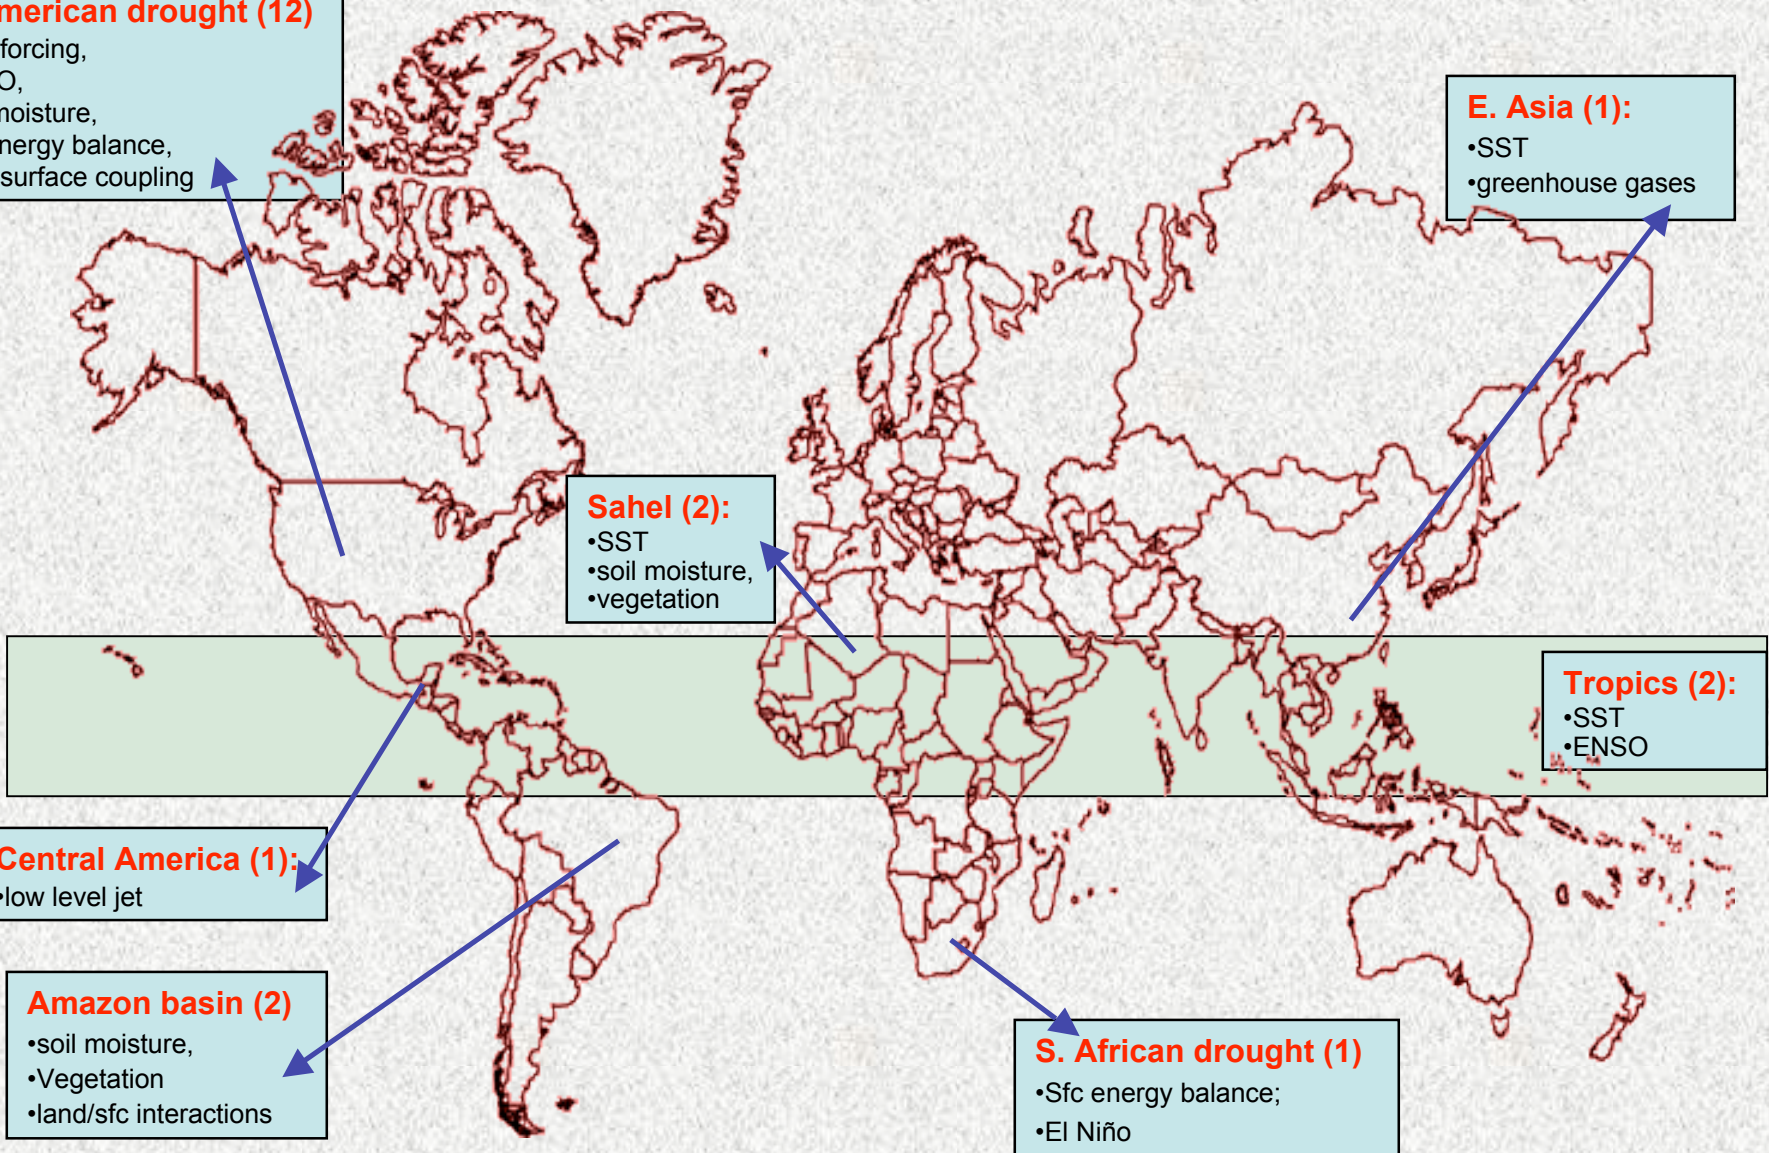 merican drought (12)
forcing,
O,
moisture,
nergy balance,
surface coupling
E. Asia (1):
•SST
•greenhouse gases
Sahel (2):
•SST
•soil moisture,
•vegetation
Tropics (2):
•SST
•ENSO
Central America (1):
•low level jet
Amazon basin (2)
•soil moisture,
•Vegetation
•land/sfc interactions
S. African drought (1)
•Sfc energy balance;
•El Niño